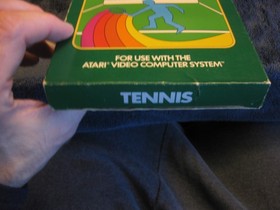 FOR USE WITH THE
ATARI® VIDEO COMPUTER SYSTEM™
TENNIS